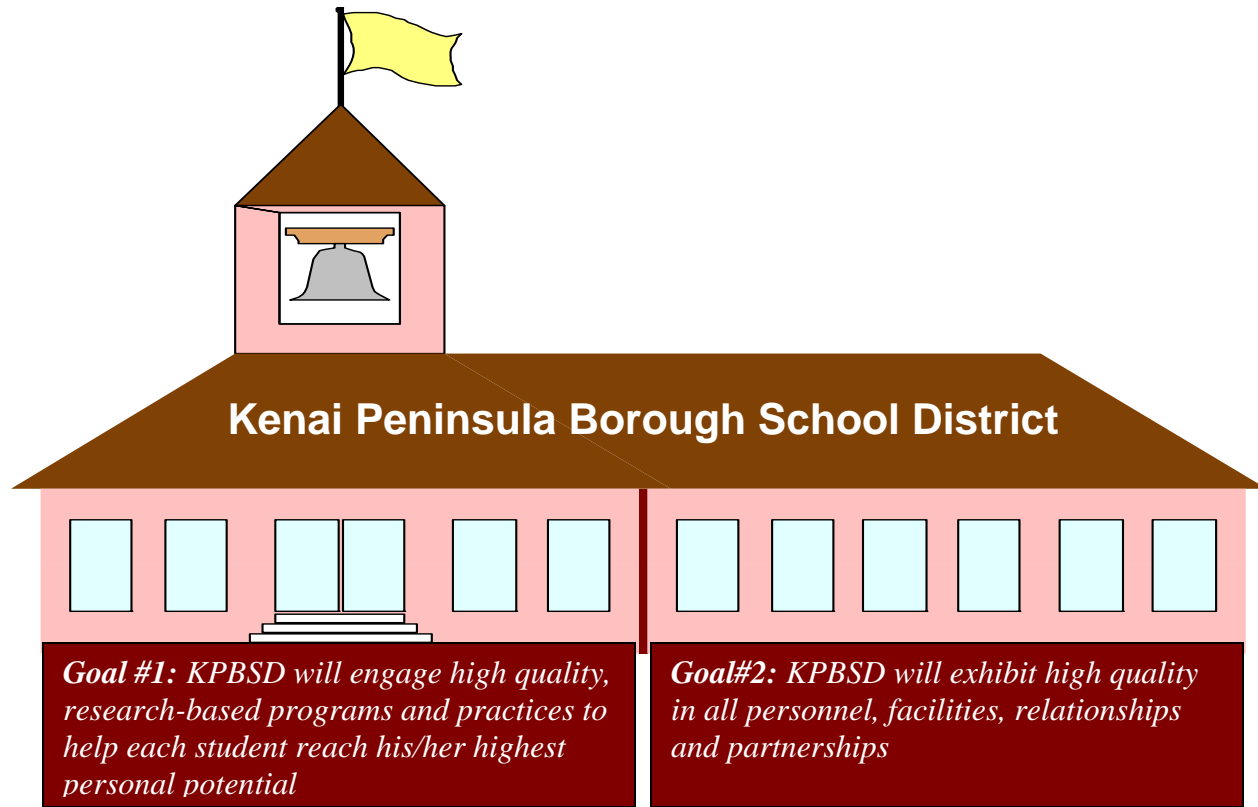 Kenai Peninsula Borough School District
Goal #1: KPBSD will engage high quality,
research-based programs and practices to
help each student reach his/her highest
personal potential
Goal#2: KPBSD will exhibit high quality
in all personnel, facilities, relationships
and partnerships